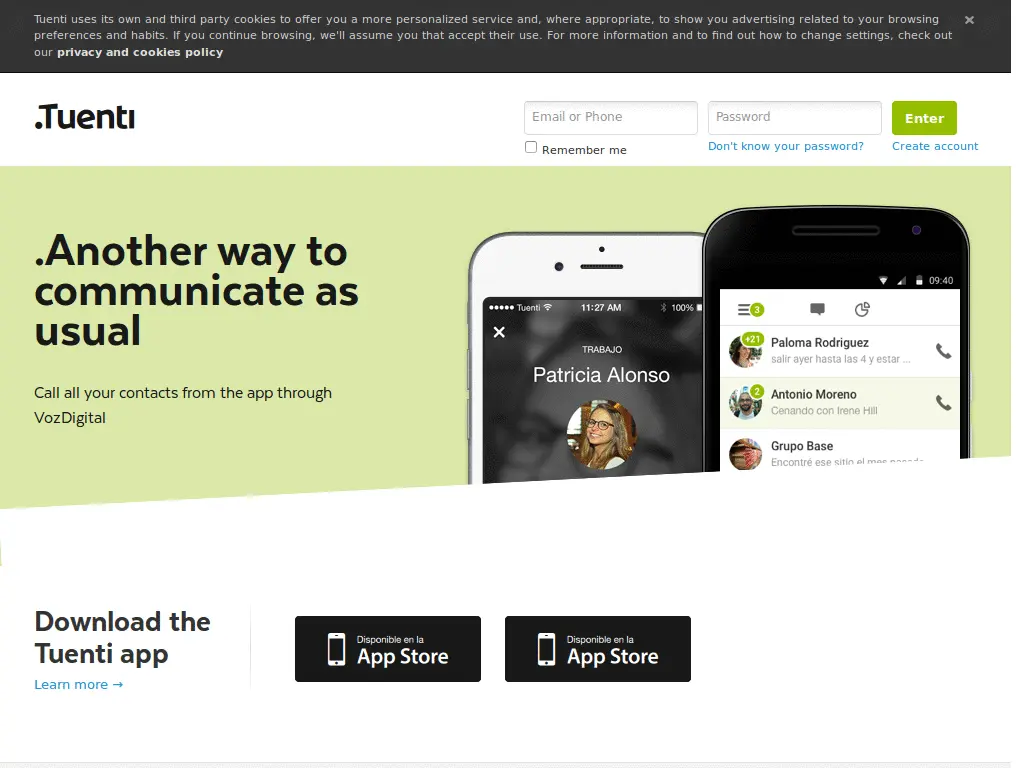 Tuenti uses its own and third party cookies to offer you a more personalized service and, where appropriate, to show you advertising related to your browsing
preferences and habits. If you continue browsing, we'll assume you that accept their use. For more information and to find out how to change settings, check out
our privacy and cookies policy
.Tuenti
Email or Phone
Password
Enter
Remember me
Don't know your password?
Create account
.Another way to
communicate as
usual
Call all your contacts from the app through
VozDigital
Tuenti
11:27 AM
100%
TRABAJO
Patricia Alonso
09:40
3
+21
Paloma Rodriguez
salir ayer hasta las 4 y estar ...
2
Antonio Moreno
Cenando con Irene Hill
Grupo Base
Encontré ese sitio el mes pasado
Download the
Tuenti app
Learn more →
Disponible en la
App Store
Disponible en la
App Store